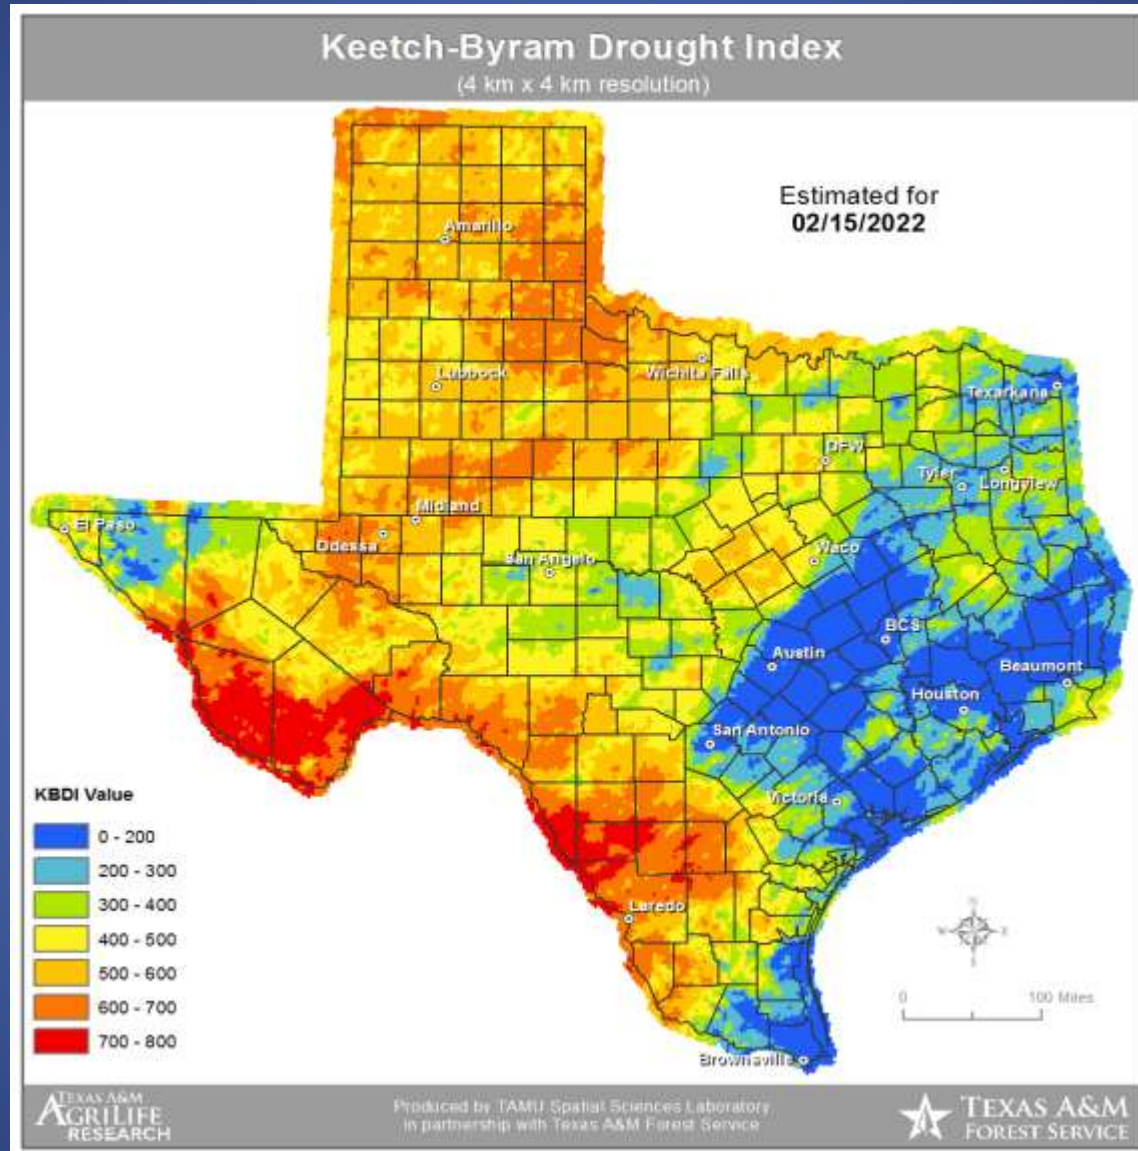 Keetch-Byram Drought Index
(4 km x 4 km resolution)
Estimated for
02/15/2022
Amarillo
Lubbock
Wichita Falls
Texarkana
DFW
Tyler
Longview
Midland
El Paso
Odessa
San Angelo
Waco
BCS
Austin
Beaumont
Houston
San Antonio
Victoria
Laredo
Brownsville
KBDI Value
0 - 200
200 - 300
300 - 400
400 - 500
500 - 600
600 - 700
700 - 800
N
W E
S
0 100 Miles
TEXAS A&M
AGRILIFE
RESEARCH
Produced by TAMU Spatial Sciences Laboratory
in partnership with Texas A&M Forest Service
TEXAS A&M
FOREST SERVICE